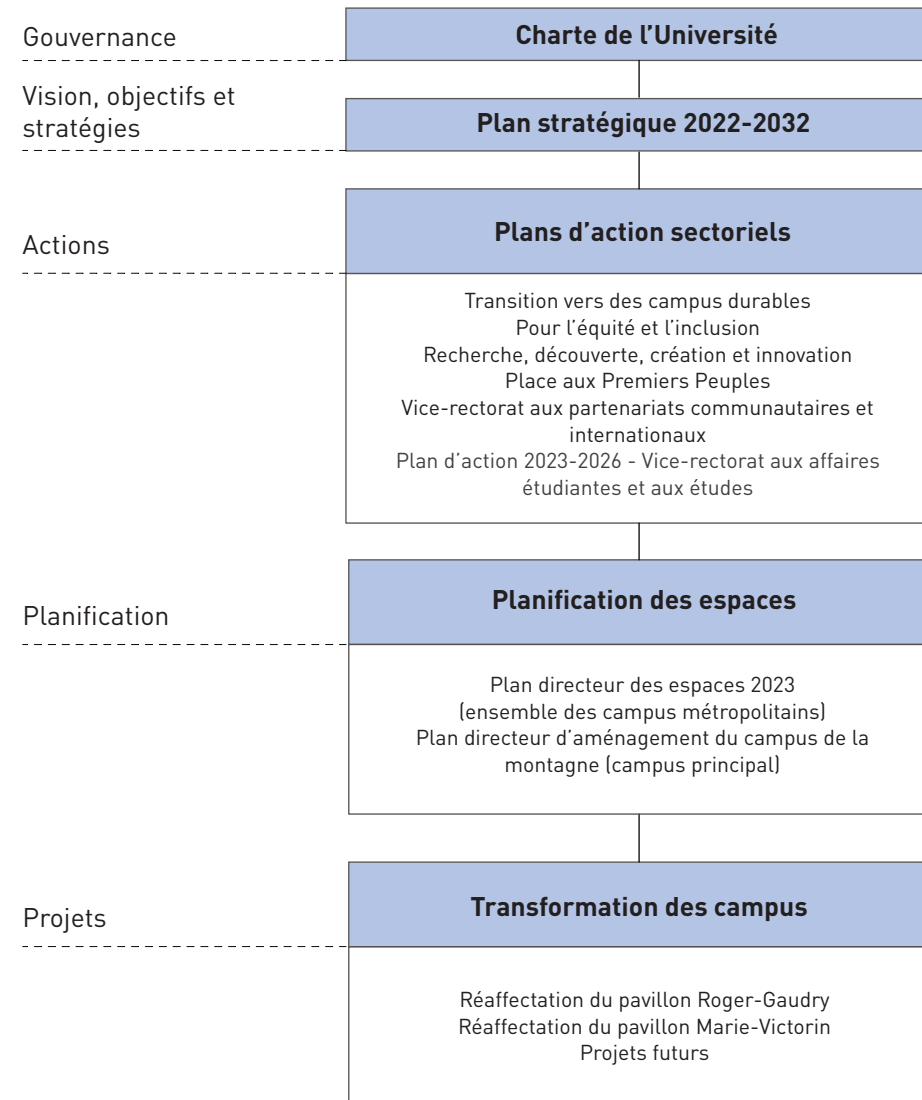 Gouvernance
Charte de l’Université
Vision, objectifs et
stratégies
Plan stratégique 2022-2032
Actions
Plans d’action sectoriels
Transition vers des campus durables
Pour l’équité et l’inclusion
Recherche, découverte, création et innovation
Place aux Premiers Peuples
Vice-rectorat aux partenariats communautaires et
internationaux
Plan d’action 2023-2026 - Vice-rectorat aux affaires
étudiantes et aux études
Planification
Planification des espaces
Plan directeur des espaces 2023
(ensemble des campus métropolitains)
Plan directeur d’aménagement du campus de la
montagne (campus principal)
Projets
Transformation des campus
Réaffectation du pavillon Roger-Gaudry
Réaffectation du pavillon Marie-Victorin
Projets futurs